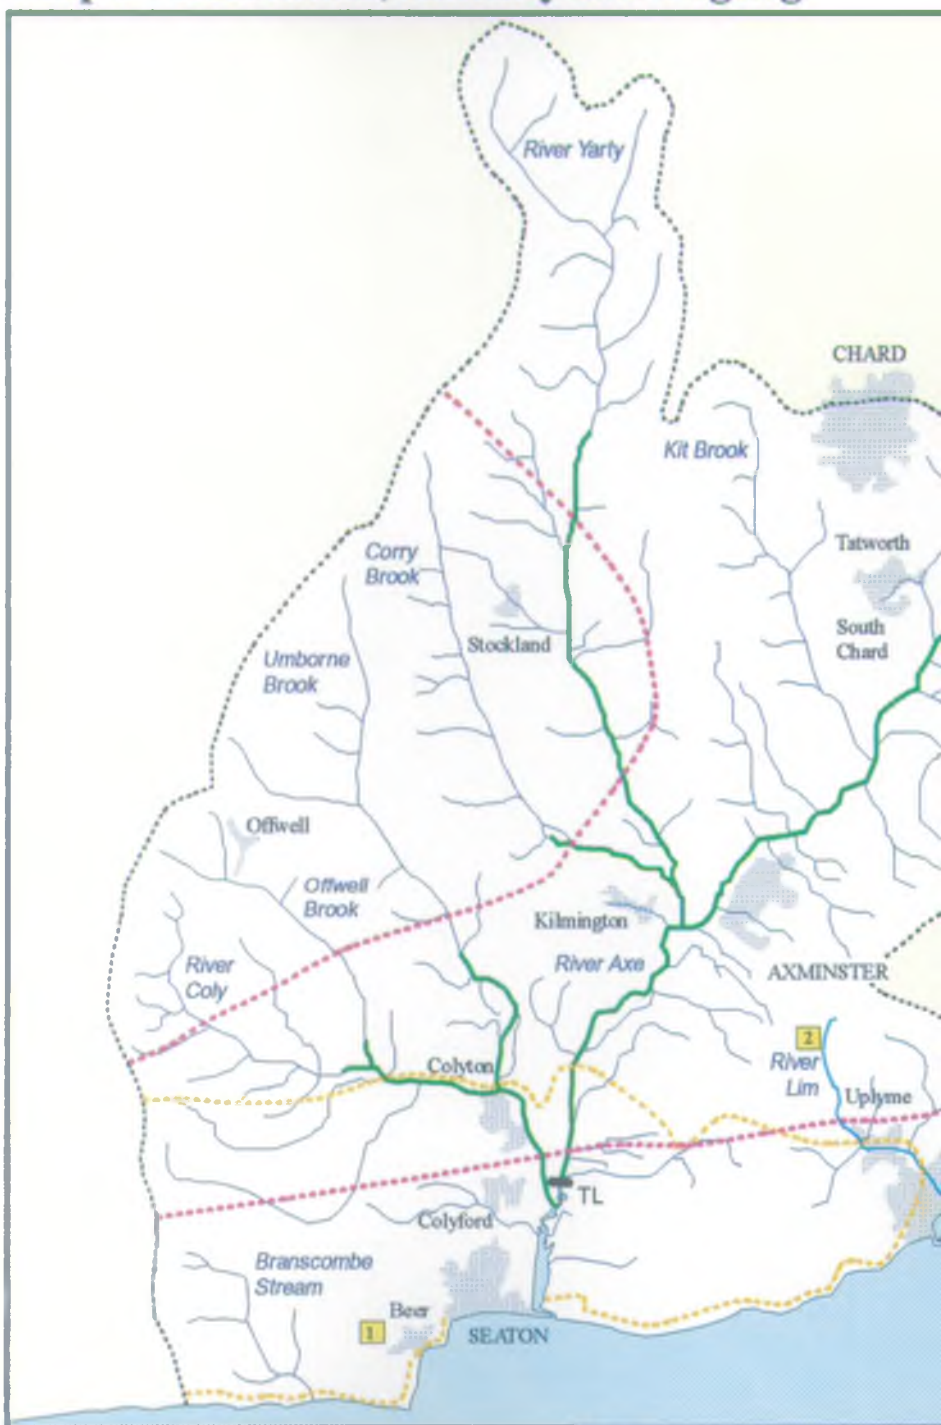 River Yarty
CHARD
Kit Brook
Corry
Brook
Tatworth
Stockland
South
Chard
Umborne
Brook
Offwell
Offwell
Brook
Kilmington
River Axe
River
Coly
AXMINSTER
2
River
Lim
Colyton
Uplyme
TL
Colyford
Branscombe
Stream
Beer
1
SEATON